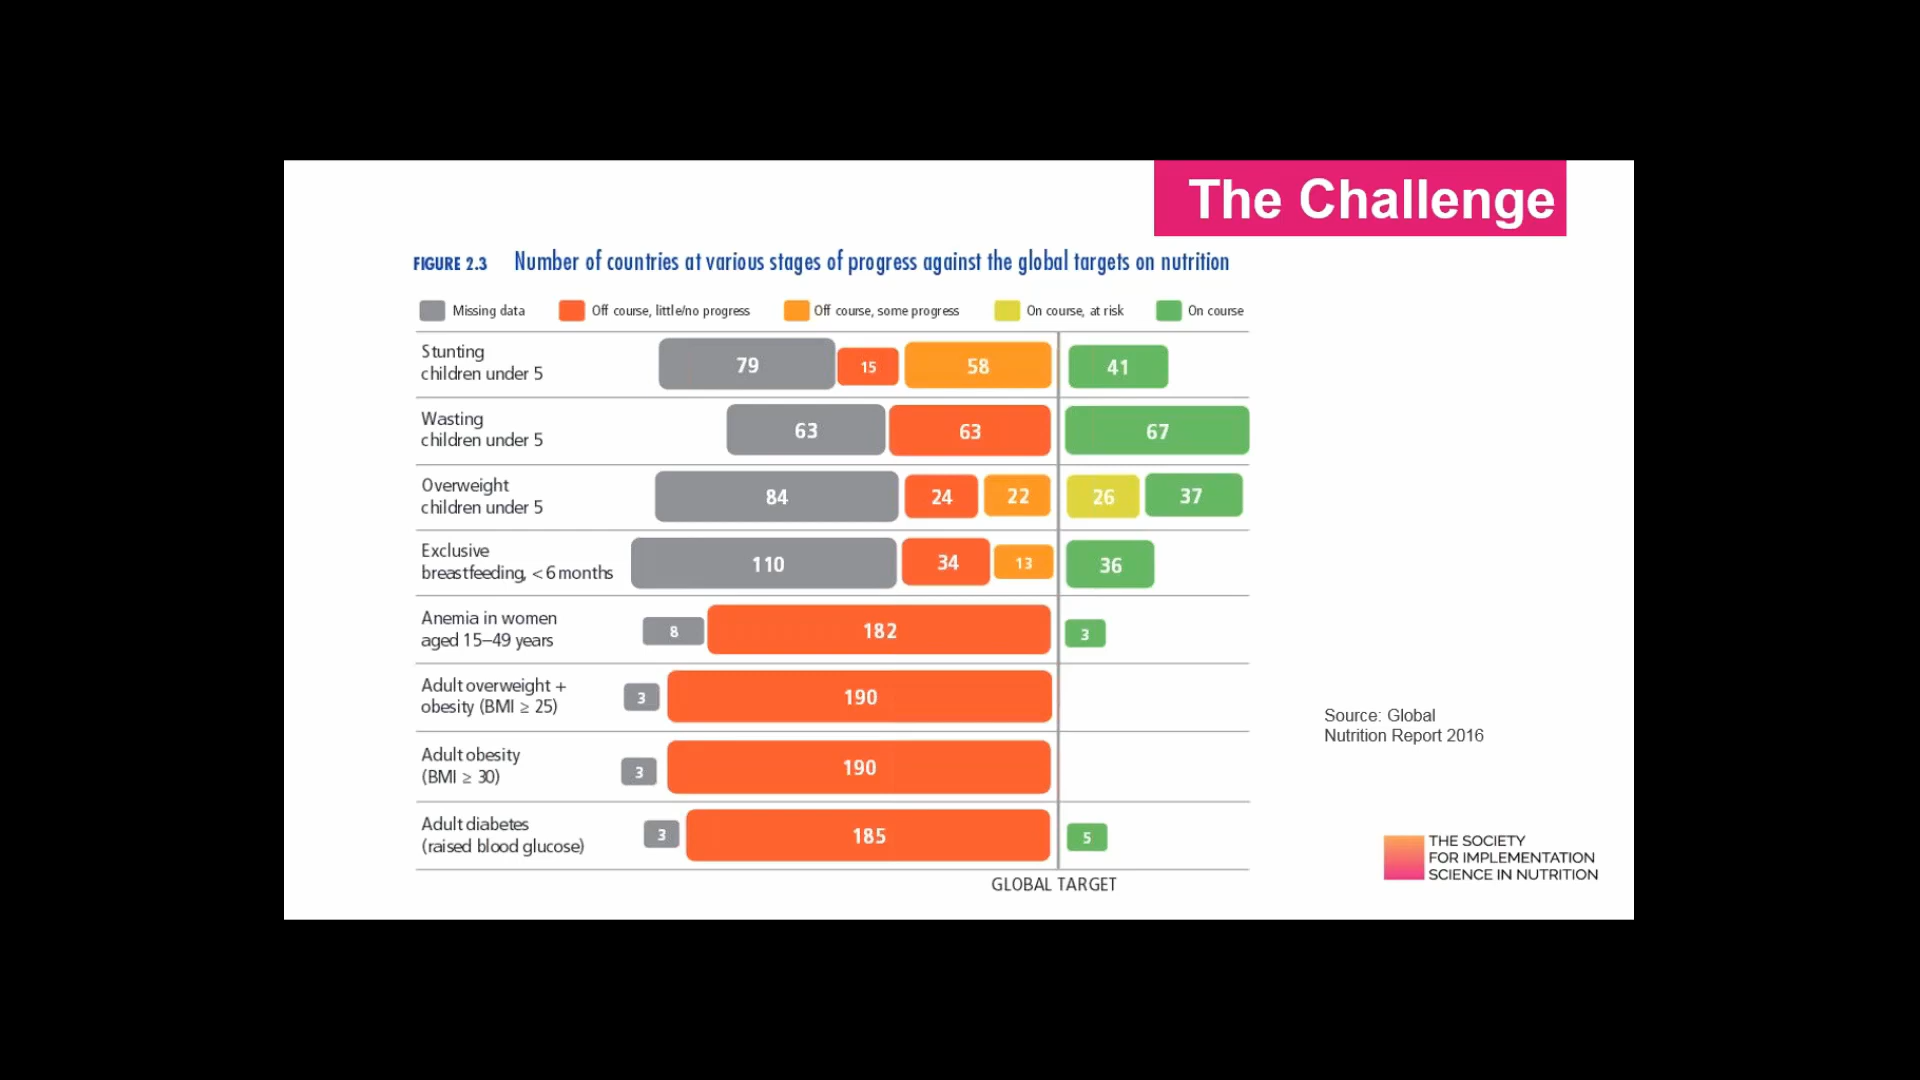 The Challenge
FIGURE 2.3 Number of countries at various stages of progress against the global targets on nutrition
Missing data Off course, little/no progress Off course, some progress On course, at risk On course
Stunting
children under 5
79 15 58 41
Wasting
children under 5
63 63 67
Overweight
children under 5
84 24 22 26 37
Exclusive
breastfeeding, < 6 months
110 34 13 36
Anemia in women
aged 15–49 years
8 182 3
Adult overweight +
obesity (BMI ≥ 25)
3 190
Adult obesity
(BMI ≥ 30)
3 190
Adult diabetes
(raised blood glucose)
3 185 5
GLOBAL TARGET
Source: Global
Nutrition Report 2016
THE SOCIETY
FOR IMPLEMENTATION
SCIENCE IN NUTRITION